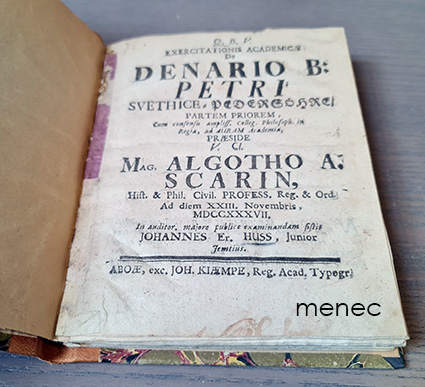 D. B. V.
EXERCITATIONIS ACADEMICÆ
De
DENARIO B:
PETRI
SVETHICE, PEDERSÖHRE
PARTEM PRIOREM,
Cum consensu ampliss. Colleg. Philosoph. in
Regia, ad AURAM Academia,
PRÆSIDE
V. Cl.
MAG. ALGOTHO A:
SCARIN,
Hist. & Phil. Civil. PROFESS. Reg. & Ord.
Ad diem XXIII. Novembris,
MDCCXXXVII,
In auditor. majore publice examinandam sistit
JOHANNES Er. HUSS, Junior
Jemtius.
ABOÆ, exc. JOH. KIÆMPE, Reg. Acad. Typogr.
menec